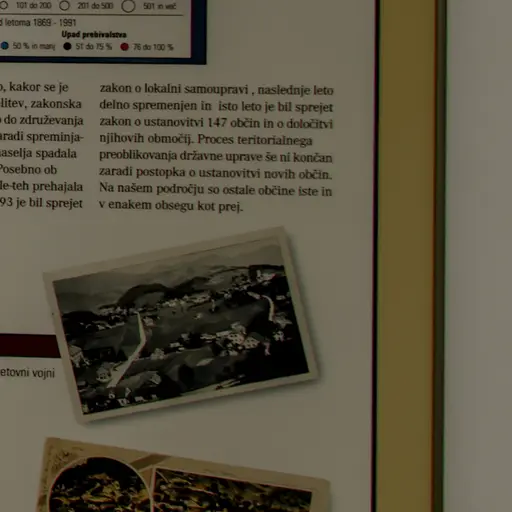 101 do 200 201 do 500 501 in več
d letoma 1869 - 1991
Upad prebivalstva
50 % in manj 51 do 75 % 76 do 100 %
o, kakor se je
litev, zakonska
o do združevanja
aradi spreminja-
naselja spadala
Posebno ob
le-teh prehajala
93 je bil sprejet
zakon o lokalni samoupravi , naslednje leto
delno spremenjen in isto leto je bil sprejet
zakon o ustanovitvi 147 občin in o določitvi
njihovih območij. Proces teritorialnega
preoblikovanja državne uprave še ni končan
zaradi postopka o ustanovitvi novih občin.
Na našem področju so ostale občine iste in
v enakem obsegu kot prej.
etovni vojni